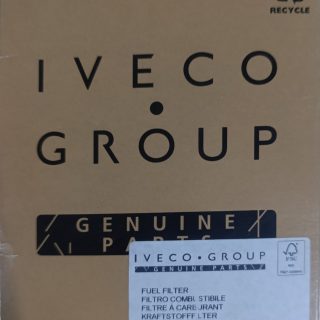 RECYCLE
IVECO
•
GROUP
GENUINE
PARTS
IVECO•GROUP
GENUINE PARTS
FUEL FILTER
FILTRO COMBUSTIBILE
FILTRE À CARBURANT
KRAFTSTOFFFILTER